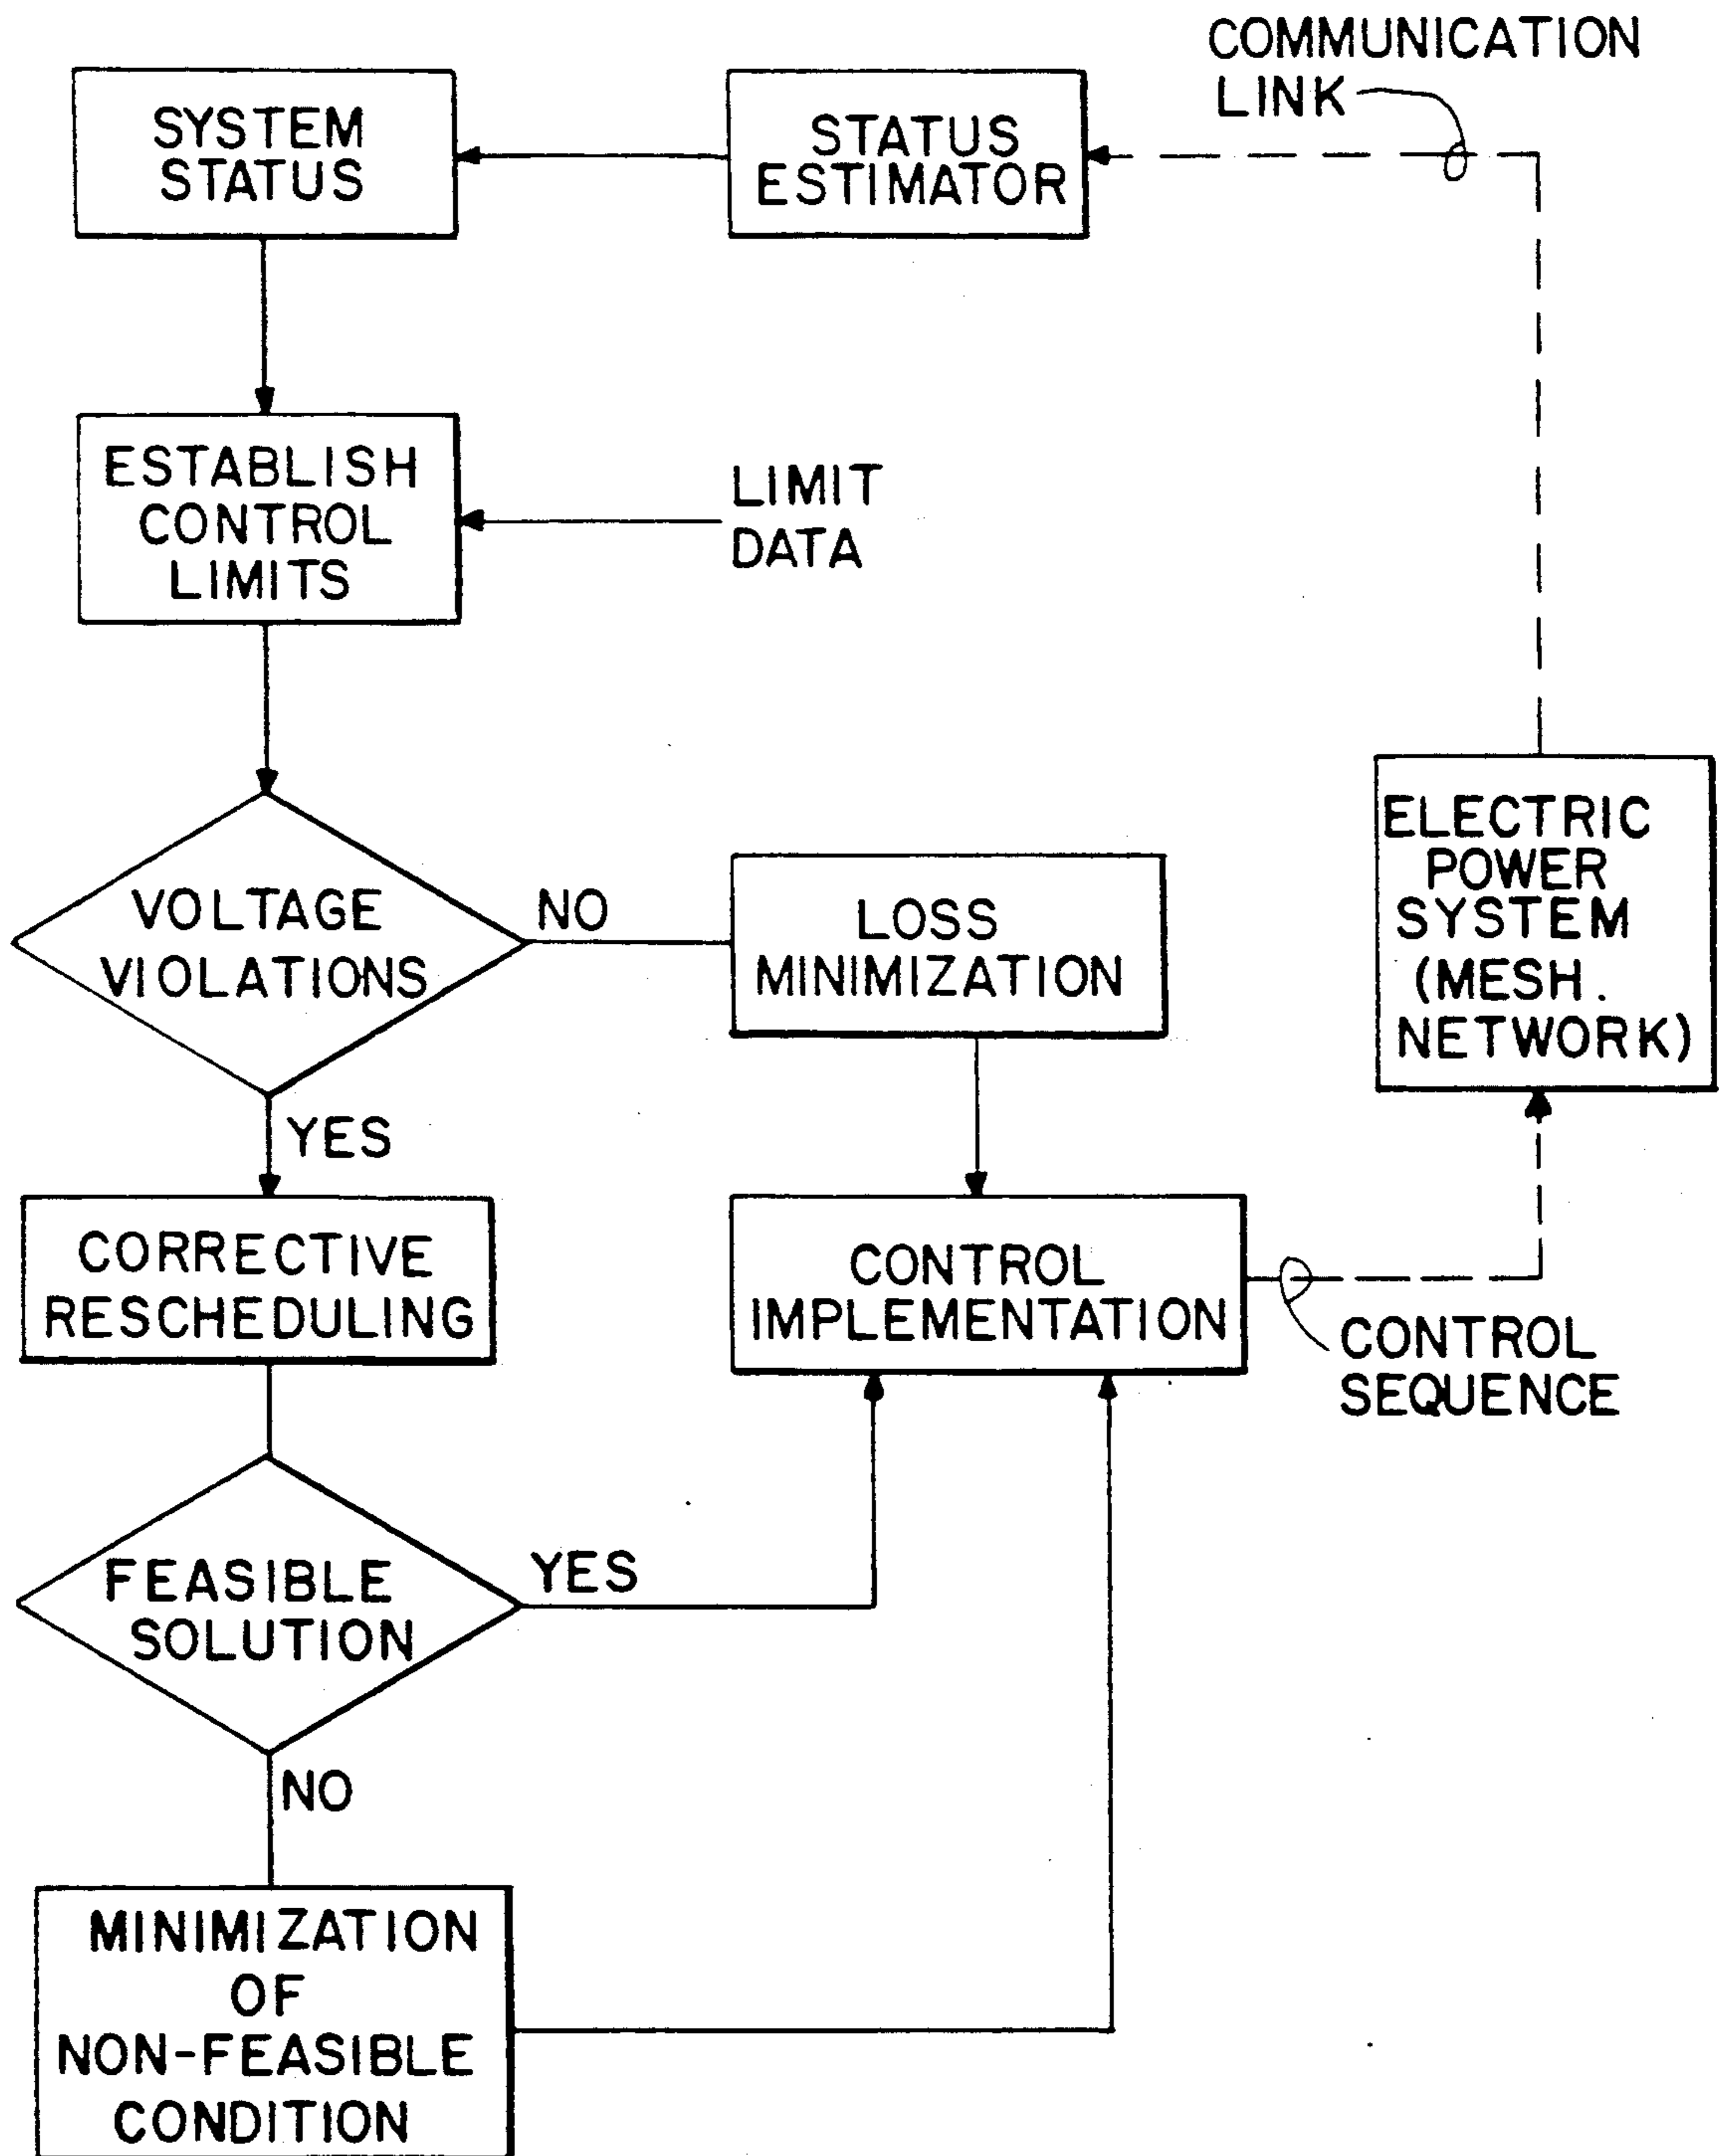 COMMUNICATION
LINK
SYSTEM
STATUS
STATUS
ESTIMATOR
ESTABLISH
CONTROL
LIMITS
LIMIT
DATA
VOLTAGE
VIOLATIONS
NO
LOSS
MINIMIZATION
ELECTRIC
POWER
SYSTEM
(MESH.
NETWORK)
YES
CORRECTIVE
RESCHEDULING
CONTROL
IMPLEMENTATION
CONTROL
SEQUENCE
FEASIBLE
SOLUTION
YES
NO
MINIMIZATION
OF
NON-FEASIBLE
CONDITION